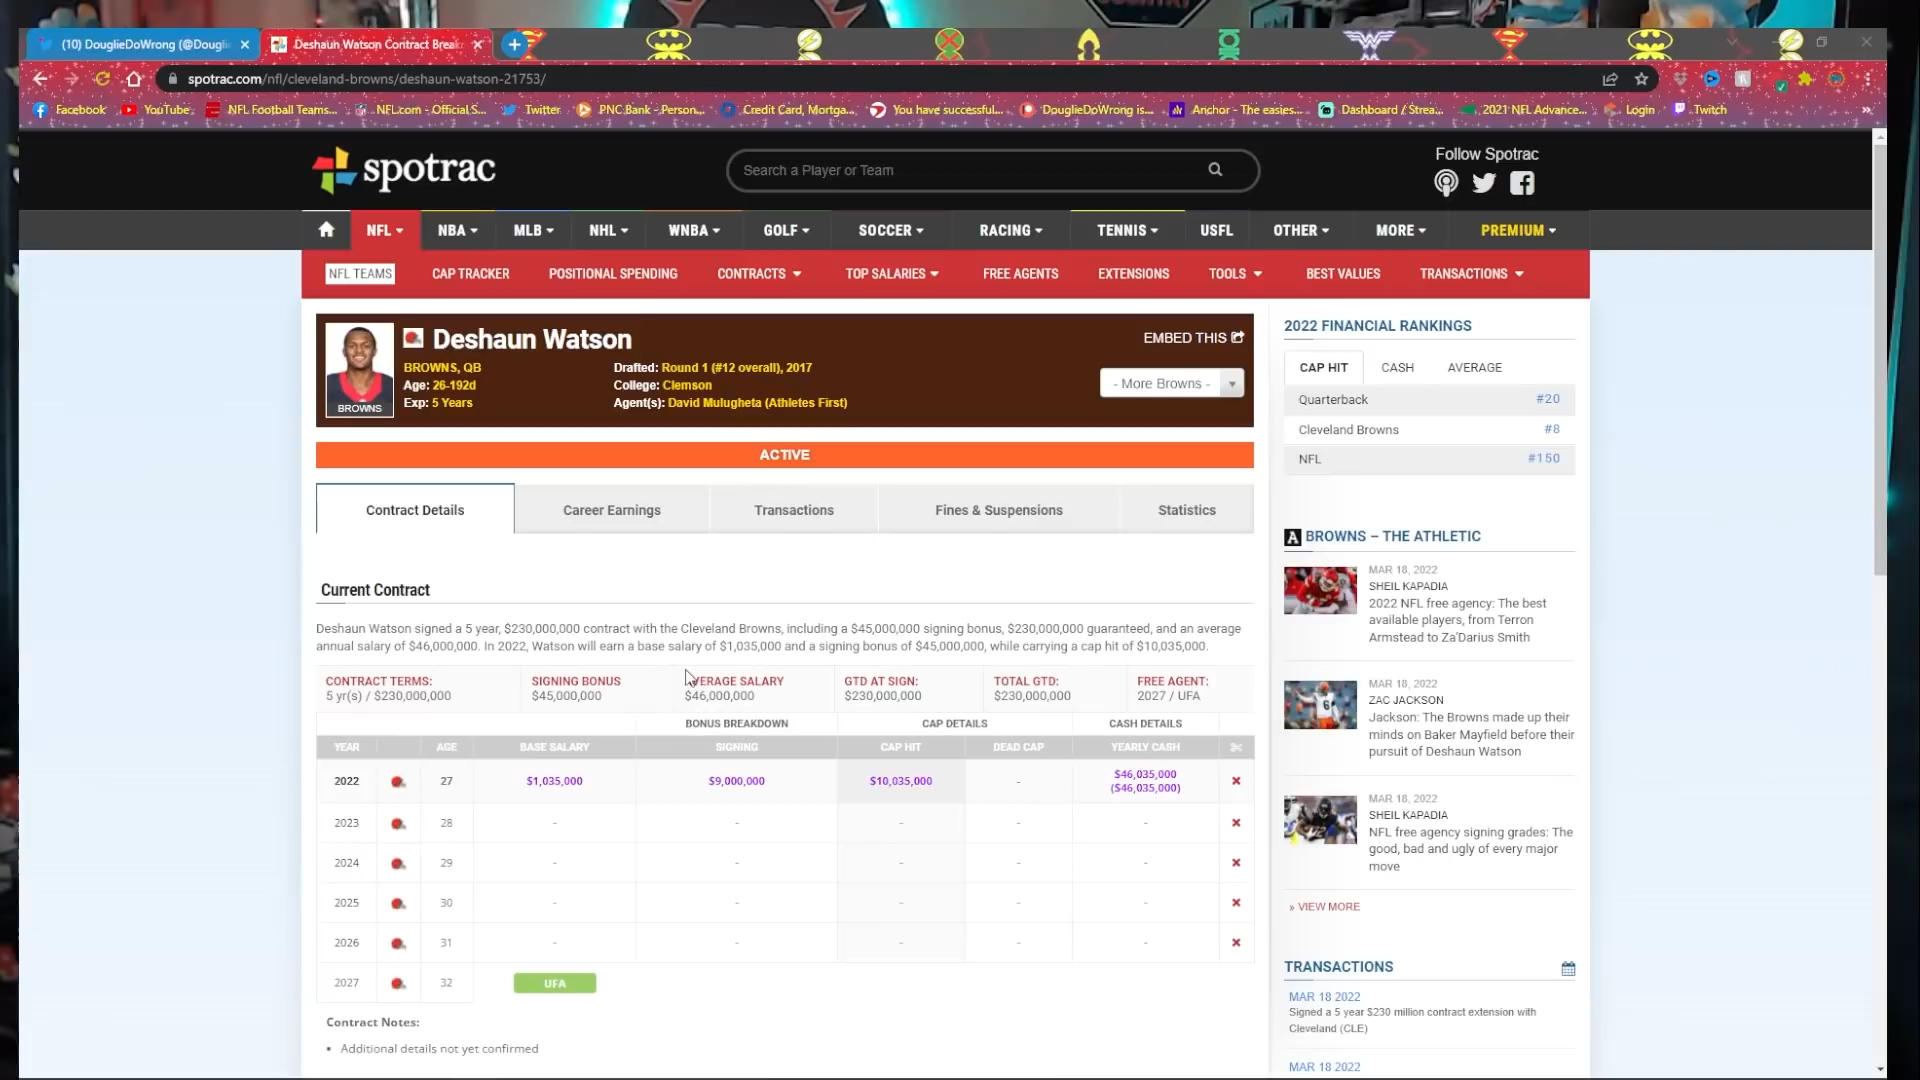 (10) DouglieDoWrong (@Dougli
Deshaun Watson Contract Break
spotrac.com/nfl/cleveland-browns/deshaun-watson-21753/
Facebook
YouTube
NFL Football Teams...
NFL.com - Official S...
Twitter
PNC Bank - Person...
Credit Card, Mortga...
You have successful...
DouglieDoWrong is...
Anchor - The easies...
Dashboard / Strea...
2021 NFL Advance...
Login
Twitch
spotrac
Search a Player or Team
Follow Spotrac
NFL
NBA
MLB
NHL
WNBA
GOLF
SOCCER
RACING
TENNIS
USFL
OTHER
MORE
PREMIUM
NFL TEAMS
CAP TRACKER
POSITIONAL SPENDING
CONTRACTS
TOP SALARIES
FREE AGENTS
EXTENSIONS
TOOLS
BEST VALUES
TRANSACTIONS
Deshaun Watson
EMBED THIS
BROWNS, QB
Drafted: Round 1 (#12 overall), 2017
Age: 26-192d
College: Clemson
- More Browns -
Exp: 5 Years
Agent(s): David Mulugheta (Athletes First)
BROWNS
ACTIVE
Contract Details
Career Earnings
Transactions
Fines & Suspensions
Statistics
Current Contract
Deshaun Watson signed a 5 year, $230,000,000 contract with the Cleveland Browns, including a $45,000,000 signing bonus, $230,000,000 guaranteed, and an average
annual salary of $46,000,000. In 2022, Watson will earn a base salary of $1,035,000 and a signing bonus of $45,000,000, while carrying a cap hit of $10,035,000.
CONTRACT TERMS:
5 yr(s) / $230,000,000
SIGNING BONUS
$45,000,000
AVERAGE SALARY
$46,000,000
GTD AT SIGN:
$230,000,000
TOTAL GTD:
$230,000,000
FREE AGENT:
2027 / UFA
BONUS BREAKDOWN
CAP DETAILS
CASH DETAILS
YEAR AGE BASE SALARY SIGNING CAP HIT DEAD CAP YEARLY CASH
2022 27 $1,035,000 $9,000,000 $10,035,000 - $46,035,000
($46,035,000)
2023 28 - - - - -
2024 29 - - - - -
2025 30 - - - - -
2026 31 - - - - -
2027 32 UFA
Contract Notes:
• Additional details not yet confirmed
2022 FINANCIAL RANKINGS
CAP HIT
CASH
AVERAGE
Quarterback #20
Cleveland Browns #8
NFL #150
A BROWNS – THE ATHLETIC
MAR 18, 2022
SHEIL KAPADIA
2022 NFL free agency: The best
available players, from Terron
Armstead to Za'Darius Smith
MAR 18, 2022
ZAC JACKSON
Jackson: The Browns made up their
minds on Baker Mayfield before their
pursuit of Deshaun Watson
MAR 18, 2022
SHEIL KAPADIA
NFL free agency signing grades: The
good, bad and ugly of every major
move
» VIEW MORE
TRANSACTIONS
MAR 18 2022
Signed a 5 year $230 million contract extension with
Cleveland (CLE)
MAR 18 2022